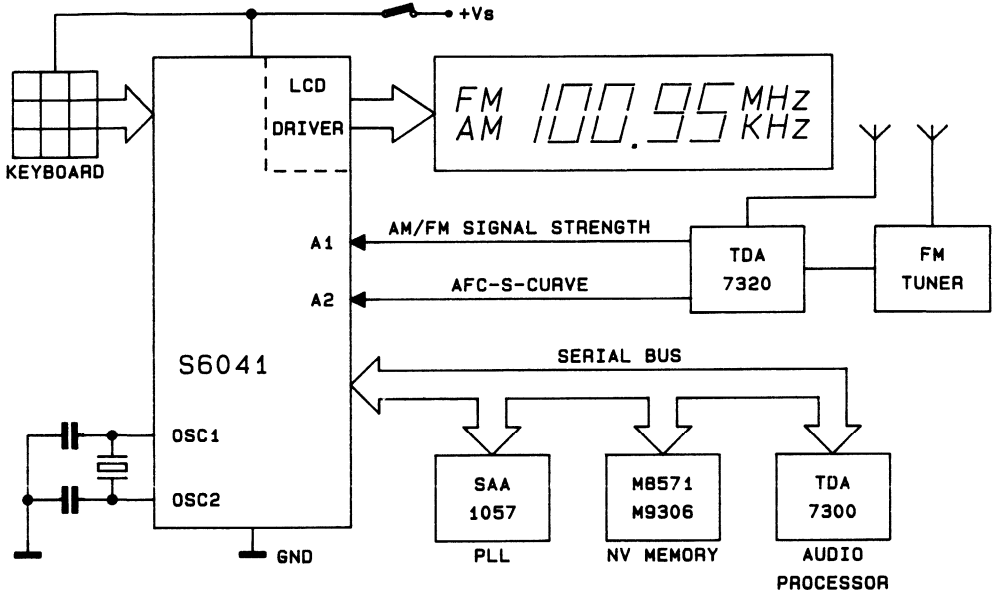 +Vs
LCD
DRIVER
FM 100.95 MHz
AM KHz
KEYBOARD
A1
AM/FM SIGNAL STRENGTH
TDA
7320
FM
TUNER
A2
AFC-S-CURVE
S6041
SERIAL BUS
OSC1
OSC2
SAA
1057
M8571
M9306
TDA
7300
GND
PLL
NV MEMORY
AUDIO
PROCESSOR